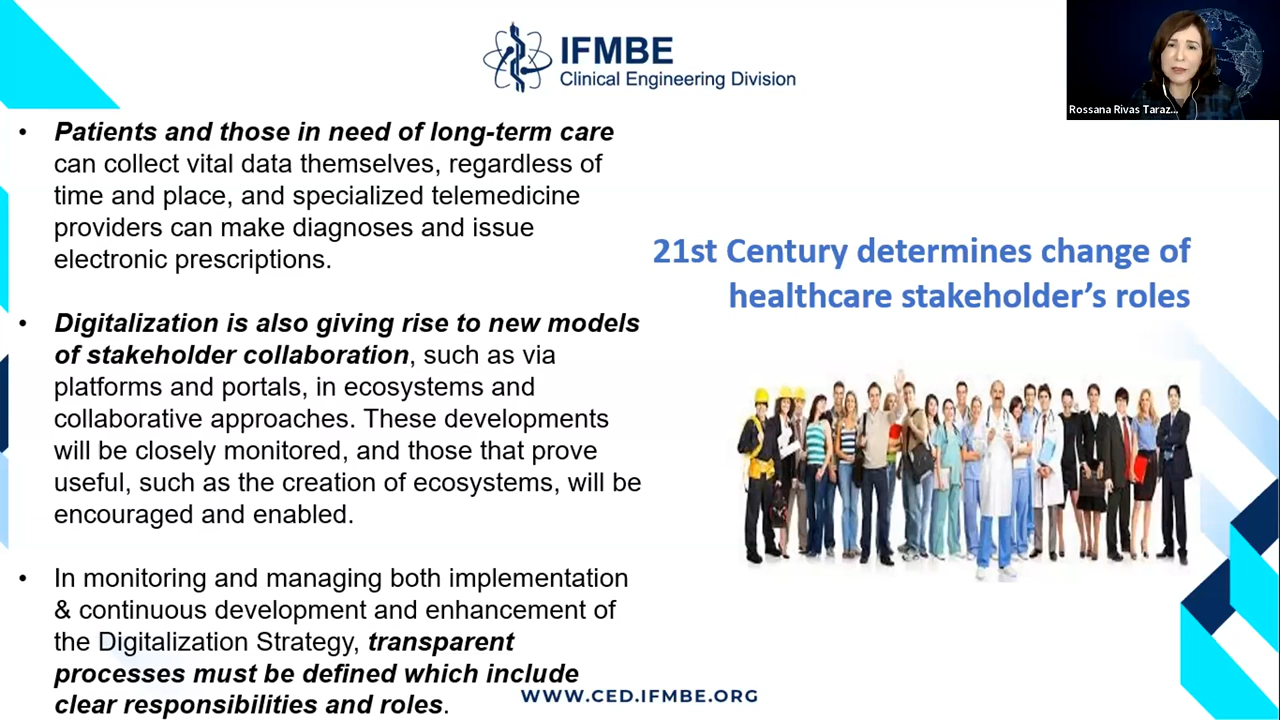 IFMBE
Clinical Engineering Division
Rossana Rivas Taraz...
• Patients and those in need of long-term care
can collect vital data themselves, regardless of
time and place, and specialized telemedicine
providers can make diagnoses and issue
electronic prescriptions.
• Digitalization is also giving rise to new models
of stakeholder collaboration, such as via
platforms and portals, in ecosystems and
collaborative approaches. These developments
will be closely monitored, and those that prove
useful, such as the creation of ecosystems, will be
encouraged and enabled.
• In monitoring and managing both implementation
& continuous development and enhancement of
the Digitalization Strategy, transparent
processes must be defined which include
clear responsibilities and roles.
21st Century determines change of
healthcare stakeholder’s roles
WWW.CED.IFMBE.ORG